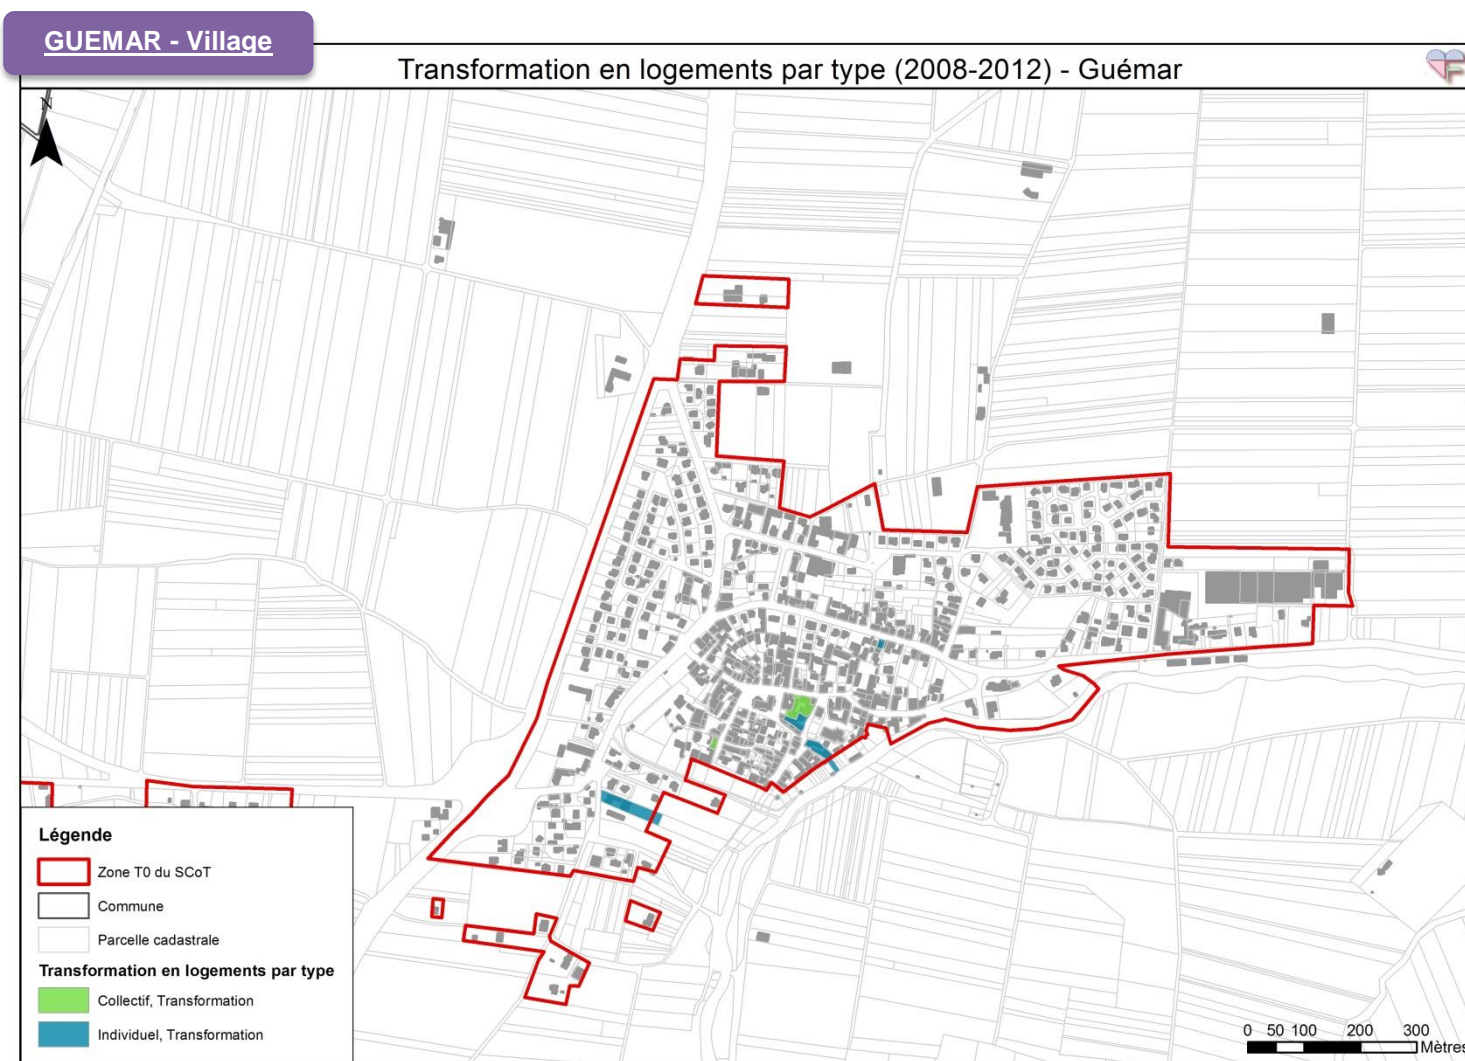 GUEMAR - Village
Transformation en logements par type (2008-2012) - Guémar
N
Légende
Zone T0 du SCoT
Commune
Parcelle cadastrale
Transformation en logements par type
Collectif, Transformation
Individuel, Transformation
0 50 100 200 300
Mètres